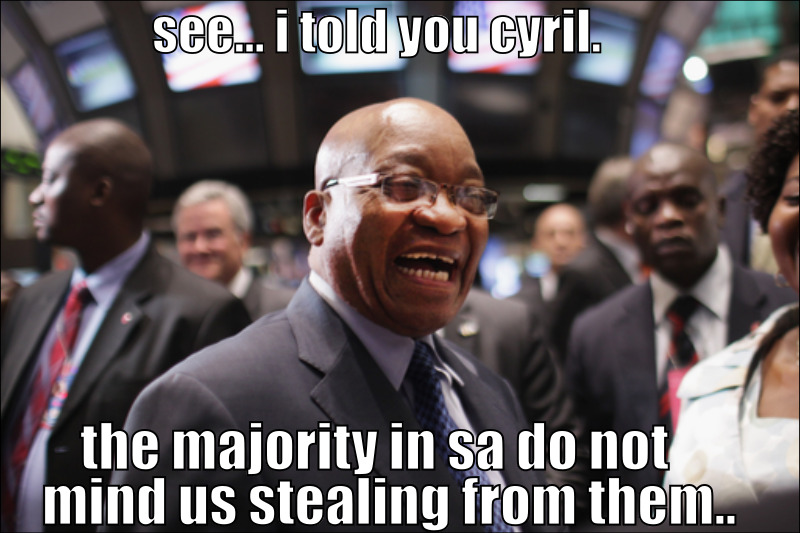 see... i told you cyril.
the majority in sa do not
mind us stealing from them..